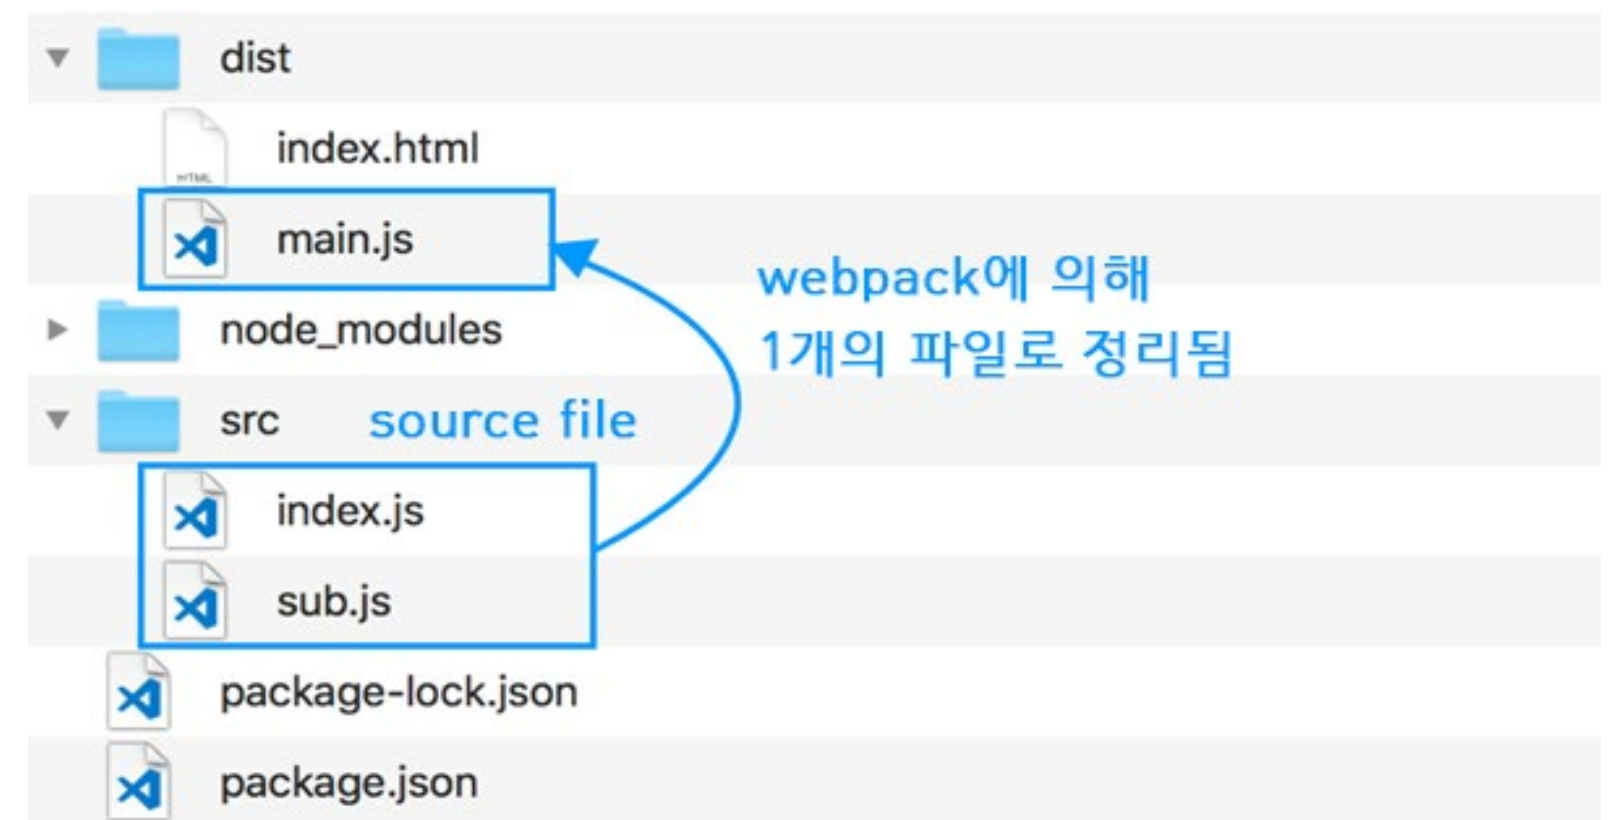 dist
index.html
HTML
main.js
webpack에 의해
1개의 파일로 정리됨
node_modules
src
source file
index.js
sub.js
package-lock.json
package.json